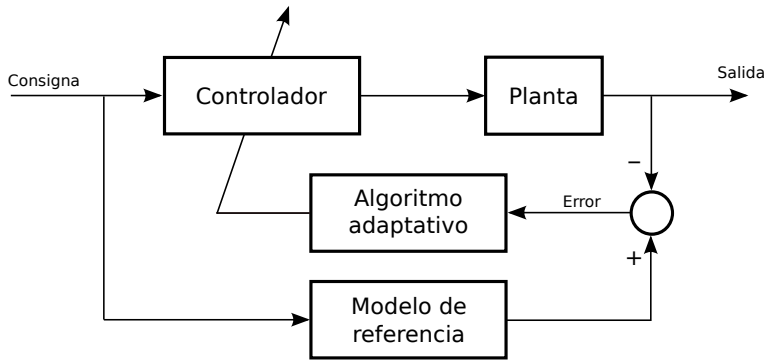 Consigna
Controlador
Planta
Salida
−
Algoritmo
adaptativo
Error
+
Modelo de
referencia